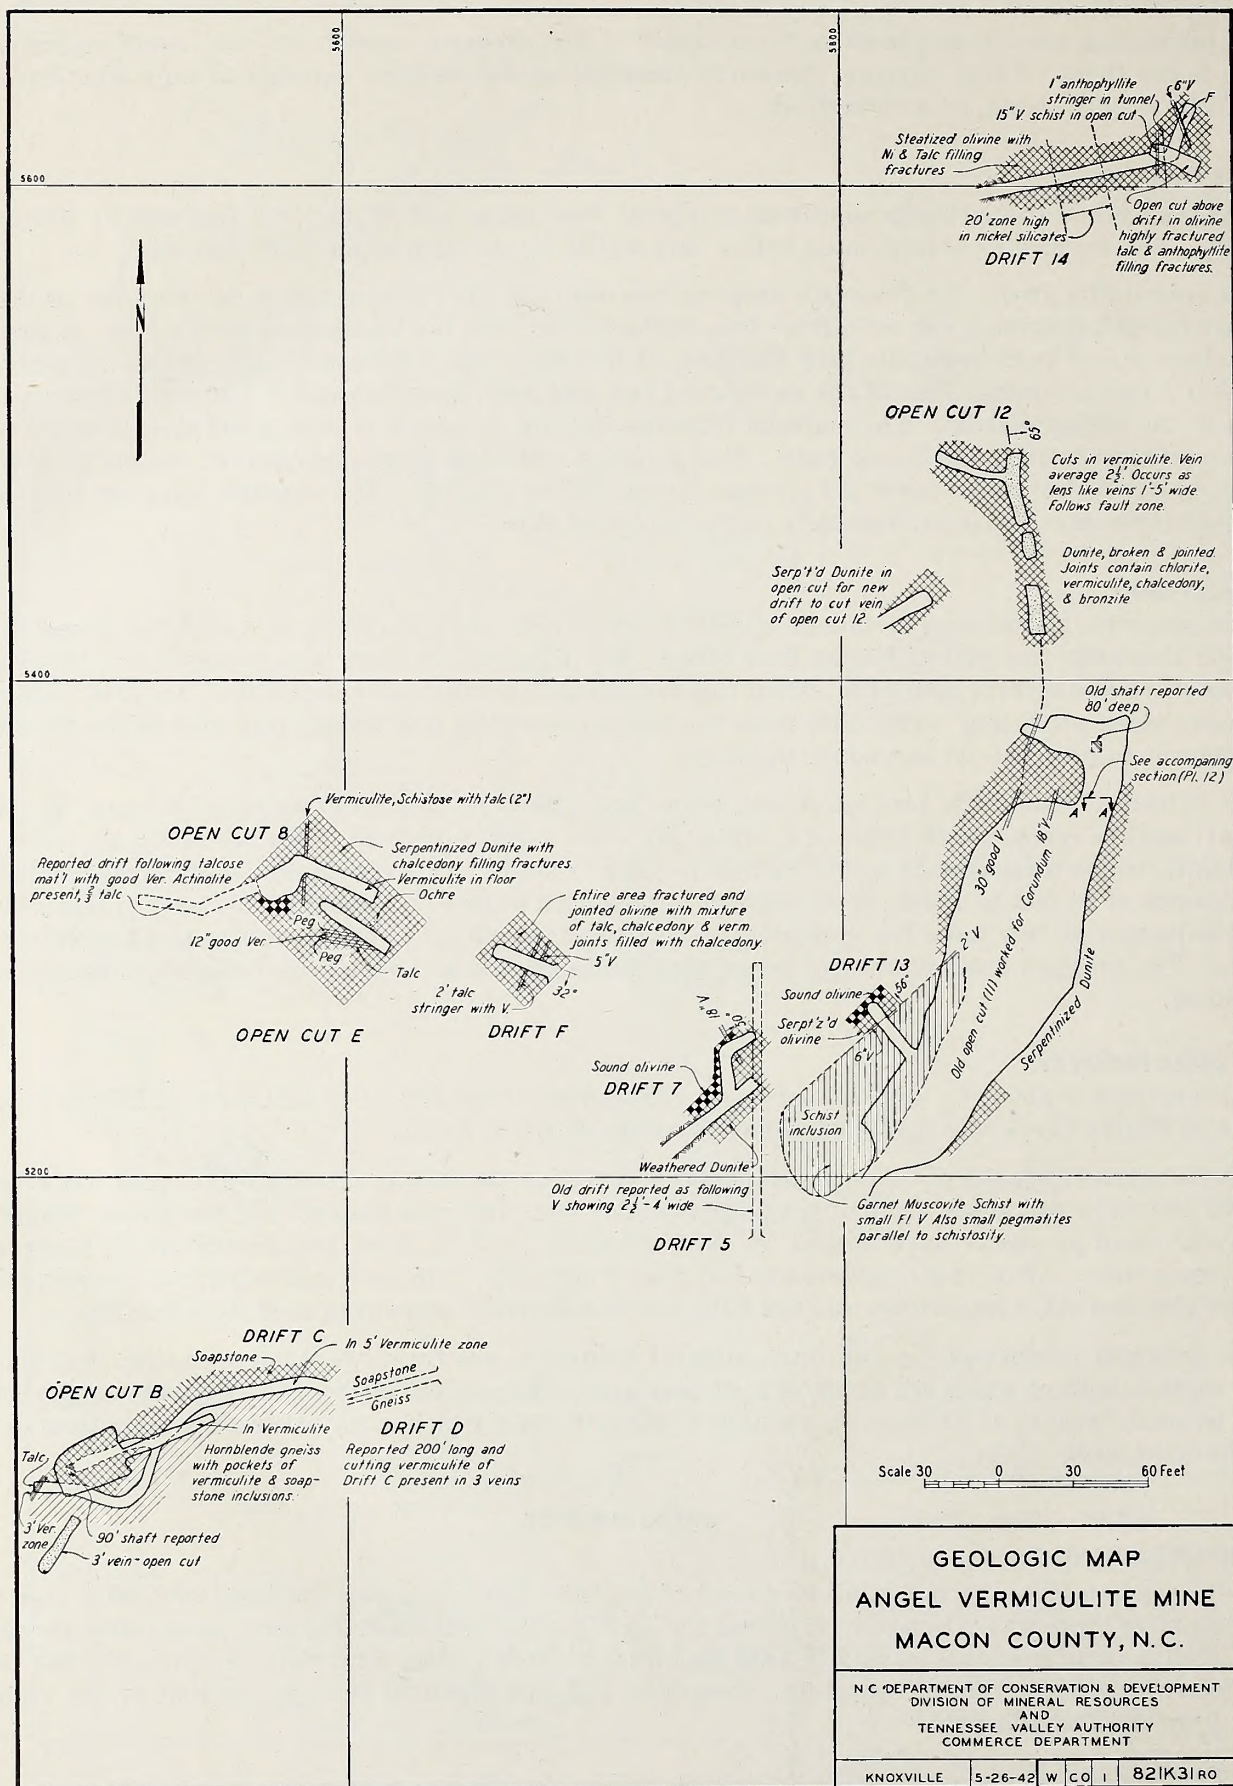 5600
5800
1" anthophyllite
stringer in tunnel
15" V. schist in open cut
6" V
F
Steatized olivine with
Ni & Talc filling
fractures
5600
20' zone high
in nickel silicates
DRIFT 14
Open cut above
drift in olivine
highly fractured
talc & anthophyllite
filling fractures.
N
OPEN CUT 12
65°
Cuts in vermiculite. Vein
average 2½'. Occurs as
lens like veins 1'-5' wide.
Follows fault zone.
Dunite, broken & jointed.
Joints contain chlorite,
vermiculite, chalcedony,
& bronzite
Serp't'd Dunite in
open cut for new
drift to cut vein
of open cut 12.
5400
Old shaft reported
80' deep
See accompaning
section (Pl. 12)
A A'
Vermiculite, Schistose with talc (2")
OPEN CUT 8
Serpentinized Dunite with
chalcedony filling fractures.
Vermiculite in floor
Ochre
Reported drift following talcose
mat'l with good Ver. Actinolite
present, ⅔ talc
Peg
12" good Ver.
Peg
Talc
OPEN CUT E
Entire area fractured and
jointed olivine with mixture
of talc, chalcedony & verm.
joints filled with chalcedony.
5" V
32°
2' talc
stringer with V.
DRIFT F
30" good V
18" V
2' V
Old open cut (11) worked for Corundum
Serpentinized Dunite
DRIFT 13
Sound olivine
56°
Serpt'z'd
olivine
6" V
18" V
50°
Sound olivine
DRIFT 7
Schist
inclusion
Weathered Dunite
5200
Old drift reported as following
V showing 2½'-4' wide
DRIFT 5
Garnet Muscovite Schist with
small Fl. V. Also small pegmatites
parallel to schistosity.
DRIFT C
In 5' Vermiculite zone
Soapstone
Soapstone
Gneiss
OPEN CUT B
In Vermiculite
DRIFT D
Hornblende gneiss
with pockets of
vermiculite & soap-
stone inclusions.
Reported 200' long and
cutting vermiculite of
Drift C present in 3 veins
Talc
3' Ver.
zone
90' shaft reported
3' vein-open cut
Scale 30 0 30 60 Feet
GEOLOGIC MAP
ANGEL VERMICULITE MINE
MACON COUNTY, N.C.
N C DEPARTMENT OF CONSERVATION & DEVELOPMENT
DIVISION OF MINERAL RESOURCES
AND
TENNESSEE VALLEY AUTHORITY
COMMERCE DEPARTMENT
KNOXVILLE 5-26-42 W CO 1 821K31 RO